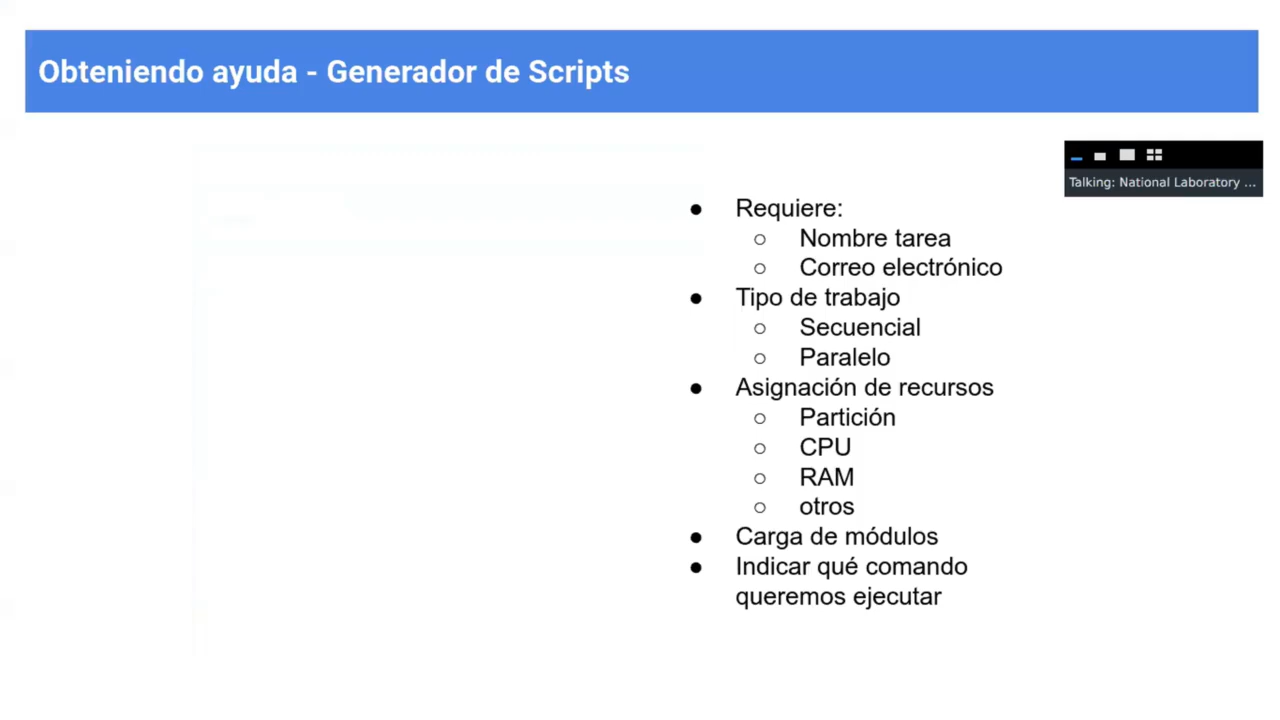 Obteniendo ayuda - Generador de Scripts
Talking: National Laboratory ...
● Requiere:
○ Nombre tarea
○ Correo electrónico
● Tipo de trabajo
○ Secuencial
○ Paralelo
● Asignación de recursos
○ Partición
○ CPU
○ RAM
○ otros
● Carga de módulos
● Indicar qué comando
queremos ejecutar